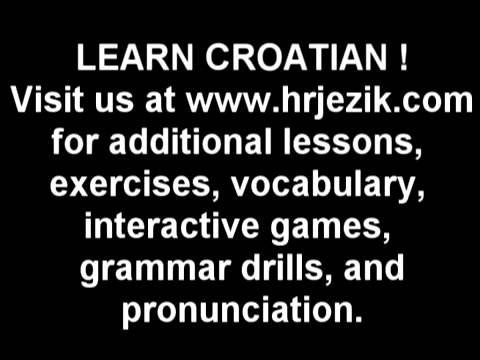 LEARN CROATIAN !
Visit us at www.hrjezik.com
for additional lessons,
exercises, vocabulary,
interactive games,
grammar drills, and
pronunciation.